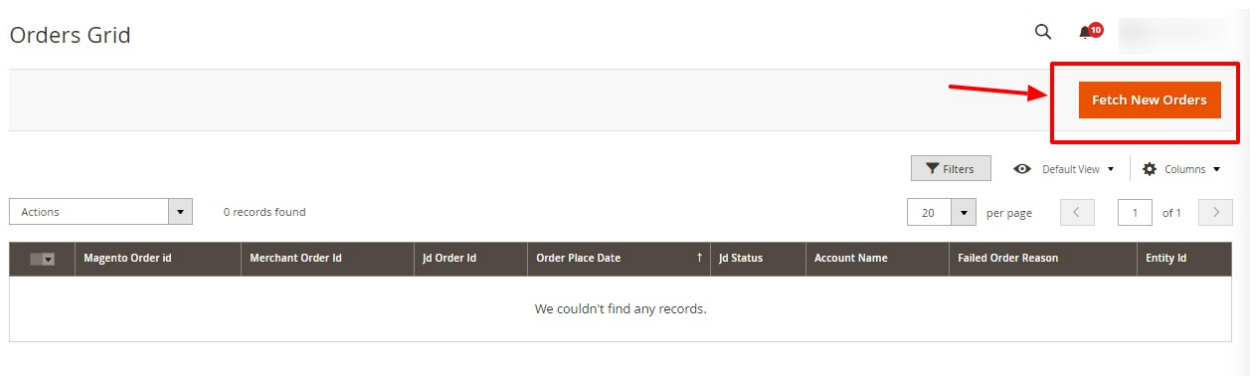 Orders Grid
10
Fetch New Orders
Filters
Default View
Columns
Actions
0 records found
20
per page
1
of 1
Magento Order id
Merchant Order Id
Jd Order Id
Order Place Date
Jd Status
Account Name
Failed Order Reason
Entity Id
We couldn't find any records.